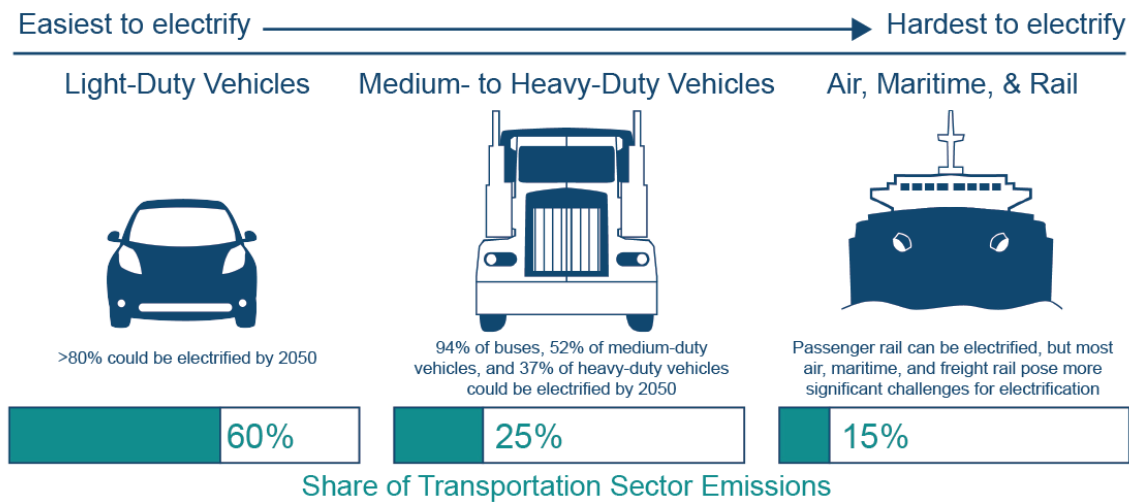 Easiest to electrify
Hardest to electrify
Light-Duty Vehicles
Medium- to Heavy-Duty Vehicles
Air, Maritime, & Rail
>80% could be electrified by 2050
94% of buses, 52% of medium-duty
vehicles, and 37% of heavy-duty vehicles
could be electrified by 2050
Passenger rail can be electrified, but most
air, maritime, and freight rail pose more
significant challenges for electrification
60%
25%
15%
Share of Transportation Sector Emissions